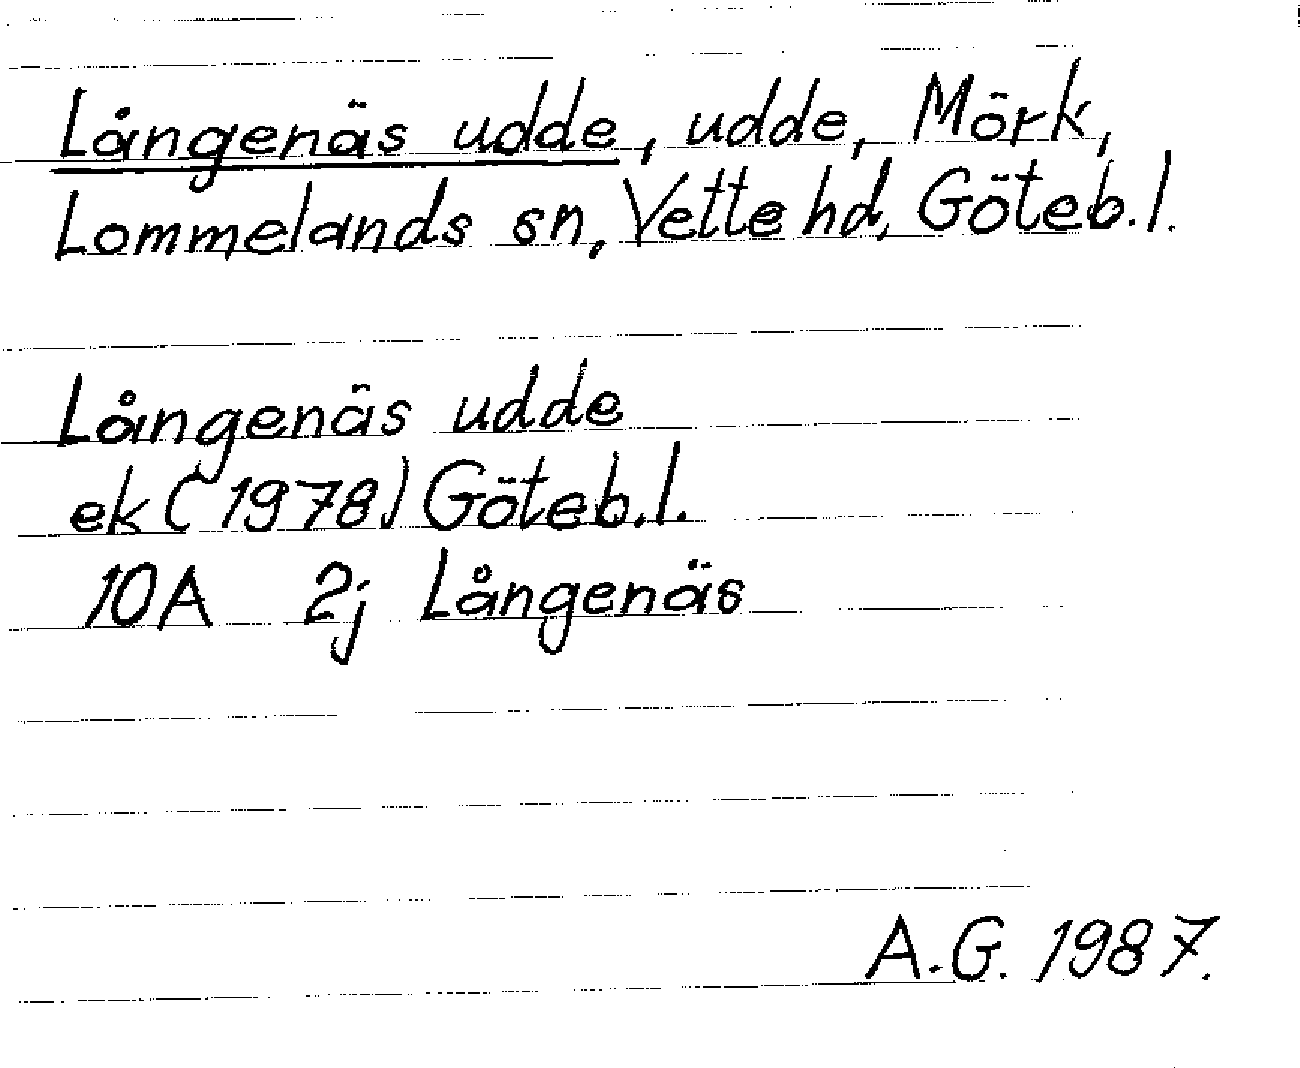 Långenäs udde, udde, Mörk,
Lommelands sn, Vette hd, Göteb.l.
Långenäs udde
ek (1978) Göteb.l.
10A 2j Långenäs
A.G. 1987.